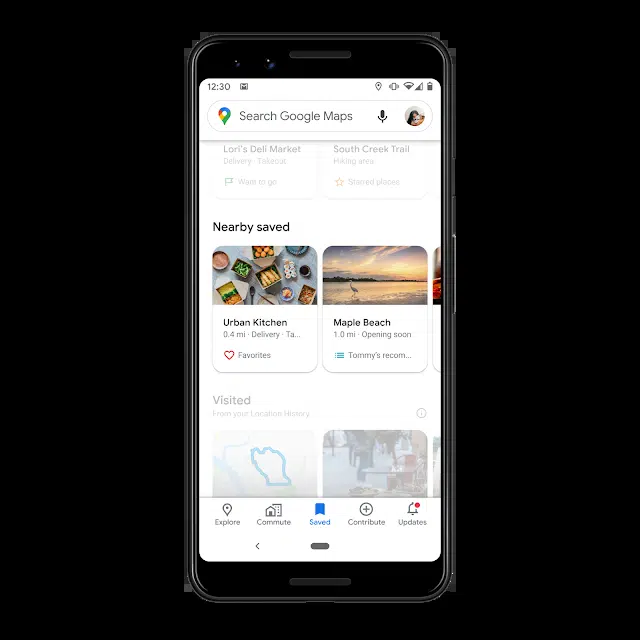 12:30
Search Google Maps
Lori's Deli Market
South Creek Trail
Delivery · Takeout
Hiking area
Want to go
Starred places
Nearby saved
Urban Kitchen
Maple Beach
0.4 mi · Delivery · Ta...
1.0 mi · Opening soon
Favorites
Tommy's recom...
Visited
From your Location History
Explore
Commute
Saved
Contribute
Updates